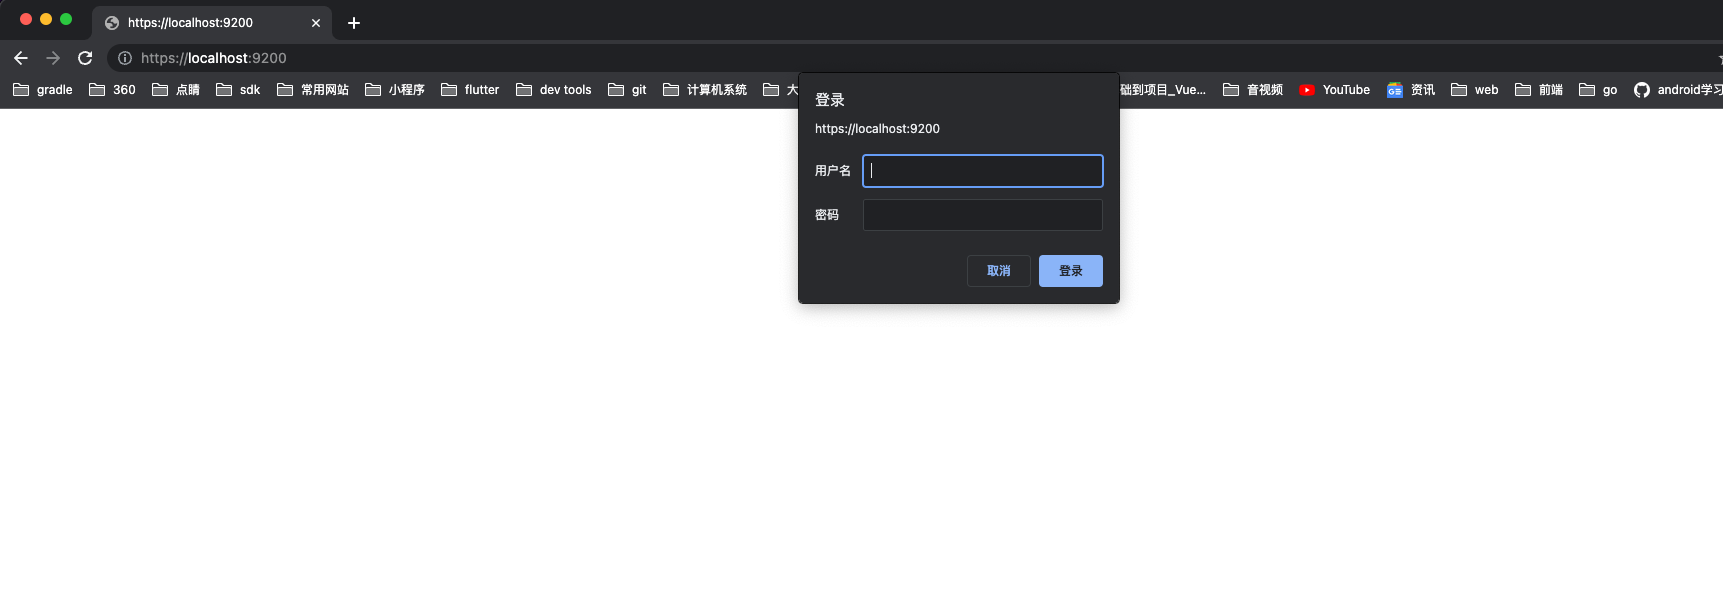 https://localhost:9200
https://localhost:9200
gradle 360 点睛 sdk 常用网站 小程序 flutter dev tools git 计算机系统 大 础到项目_Vue... 音视频 YouTube 资讯 web 前端 go android学习
登录
https://localhost:9200
用户名
密码
取消 登录